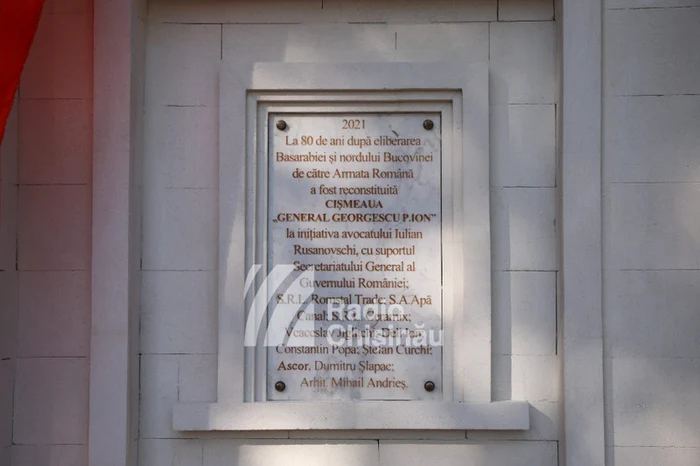 2021
La 80 de ani după eliberarea
Basarabiei și nordului Bucovinei
de către Armata Română
a fost reconstituită
CIȘMEAUA
„GENERAL GEORGESCU P.ION”
la inițiativa avocatului Iulian
Rusanovschi, cu suportul
Secretariatului General al
Guvernului României;
S.R.L. Romstal Trade; S.A.Apă
Canal; S.R.L.
Veaceslav
Constantin Popa; Ștefan Curchi;
Ascor, Dumitru Șlapac;
Arhit. Mihail Andrieș.
Radio
Chișinău